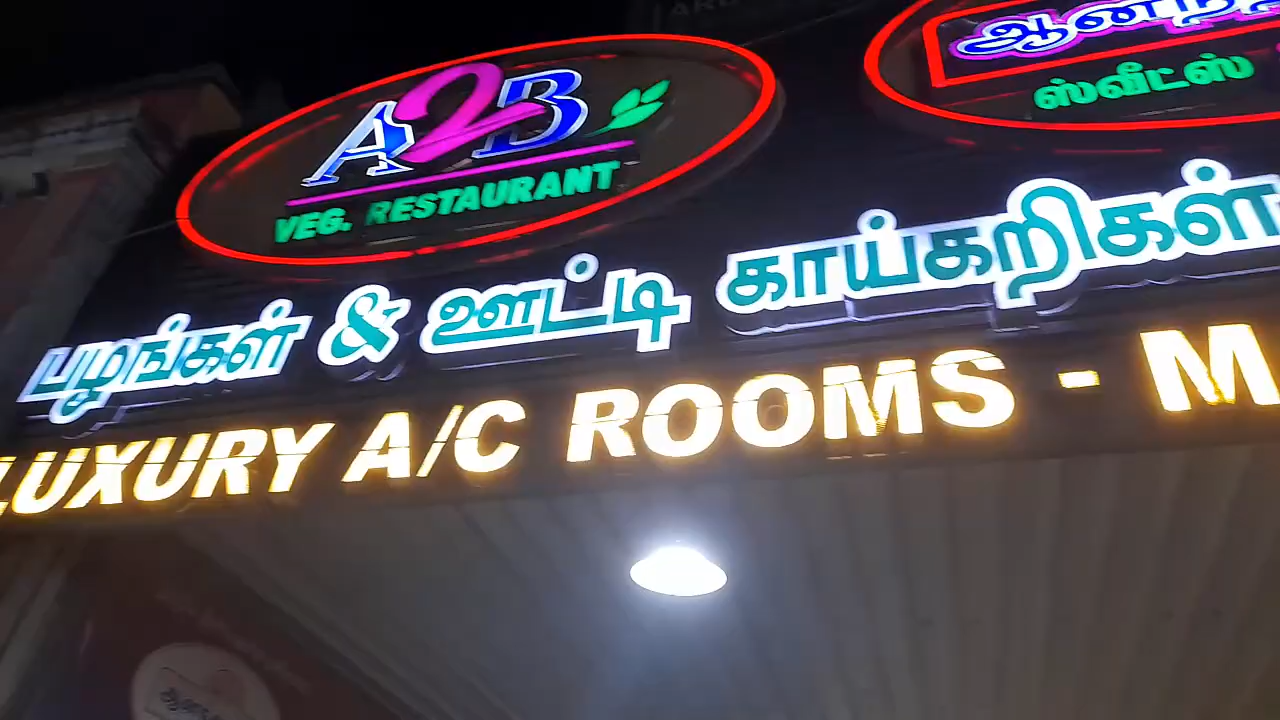 A2B
VEG. RESTAURANT
ஸ்வீட்ஸ்
பழங்கள் & ஊட்டி காய்கறிகள்
LUXURY A/C ROOMS -